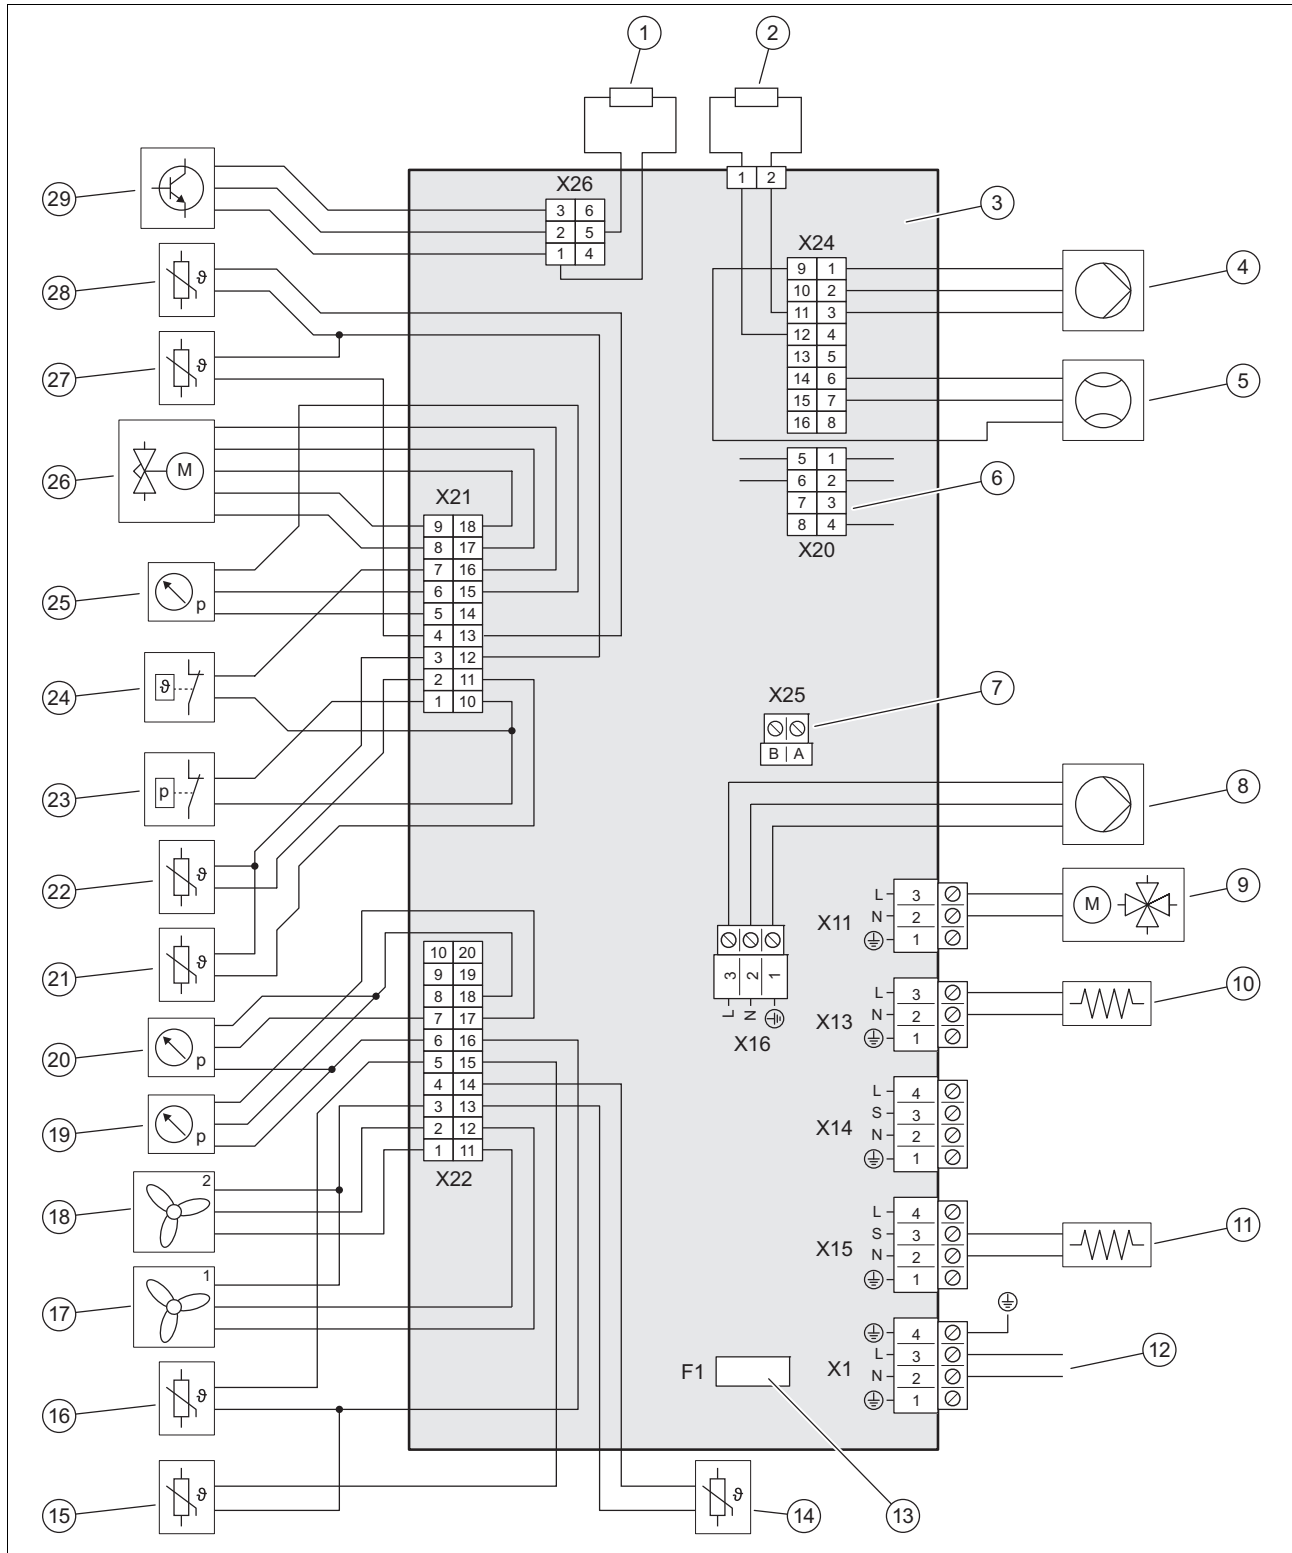 1
2
29
X26
3 6
2 5
1 4
1 2
3
X24
9 1
10 2
11 3
12 4
13 5
14 6
15 7
16 8
4
28
ϑ
27
ϑ
5
26
M
5 1
6 2
7 3
8 4
X20
6
X21
9 18
8 17
7 16
6 15
5 14
4 13
3 12
2 11
1 10
25
p
24
ϑ
X25
B A
7
23
p
8
22
ϑ
X11
L 3
N 2
1
M
9
21
ϑ
3 2 1
L N
X16
X13
L 3
N 2
1
10
10 20
9 19
8 18
7 17
6 16
5 15
4 14
3 13
2 12
1 11
X22
20
p
19
p
X14
L 4
S 3
N 2
1
18
2
X15
L 4
S 3
N 2
1
11
17
1
X1
4
L 3
N 2
1
12
F1
16
ϑ
15
ϑ
ϑ
14
13